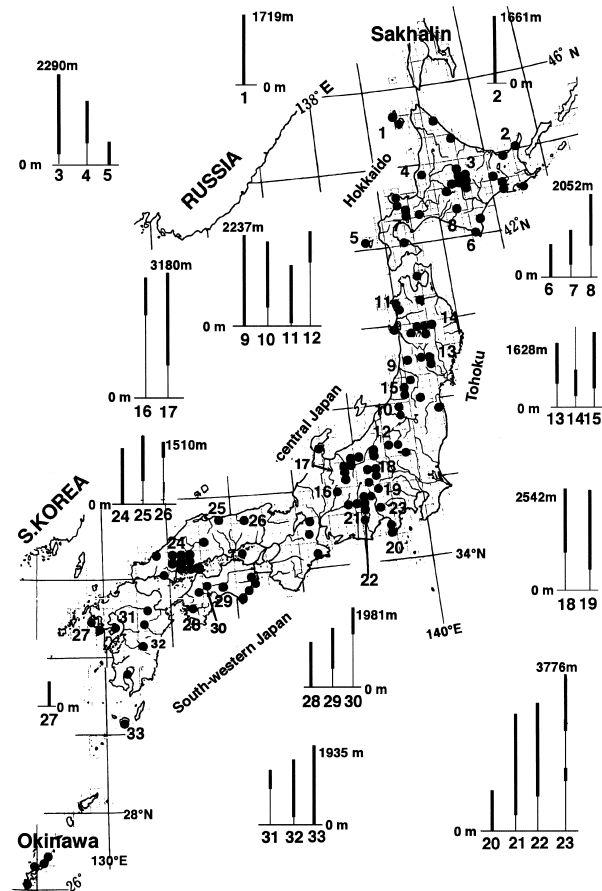 1719m
0 m
1
Sakhalin
1661m
0 m
2
46° N
138° E
2290m
0 m
3 4 5
RUSSIA
Hokkaido
1
2
3
4
5
6
8
42°N
2052m
0 m
6 7 8
2237m
0 m
9 10 11 12
3180m
0 m
16 17
11
14
13
9
15
10
12
Tohoku
1628m
0 m
13 14 15
central Japan
1510m
0 m
24 25 26
S.KOREA
17
18
16
19
21
23
20
22
25
26
24
34°N
2542m
0 m
18 19
29
28
30
31
27
32
South-western Japan
140°E
1981m
0 m
28 29 30
0 m
27
33
3776m
0 m
20 21 22 23
1935 m
0 m
31 32 33
28°N
Okinawa
130°E
26°